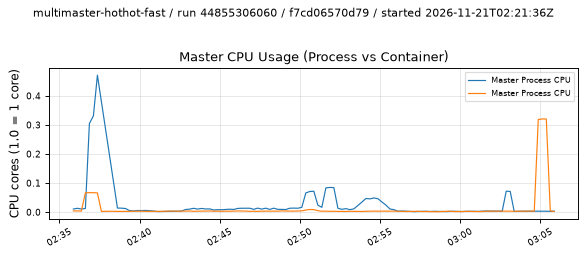 multimaster-hothot-fast / run 44855306060 / f7cd06570d79 / started 2026-11-21T02:21:36Z
Master CPU Usage (Process vs Container)
Master Process CPU
Master Process CPU
CPU cores (1.0 = 1 core)
0.4
0.3
0.2
0.1
0.0
02:35
02:40
02:45
02:50
02:55
03:00
03:05